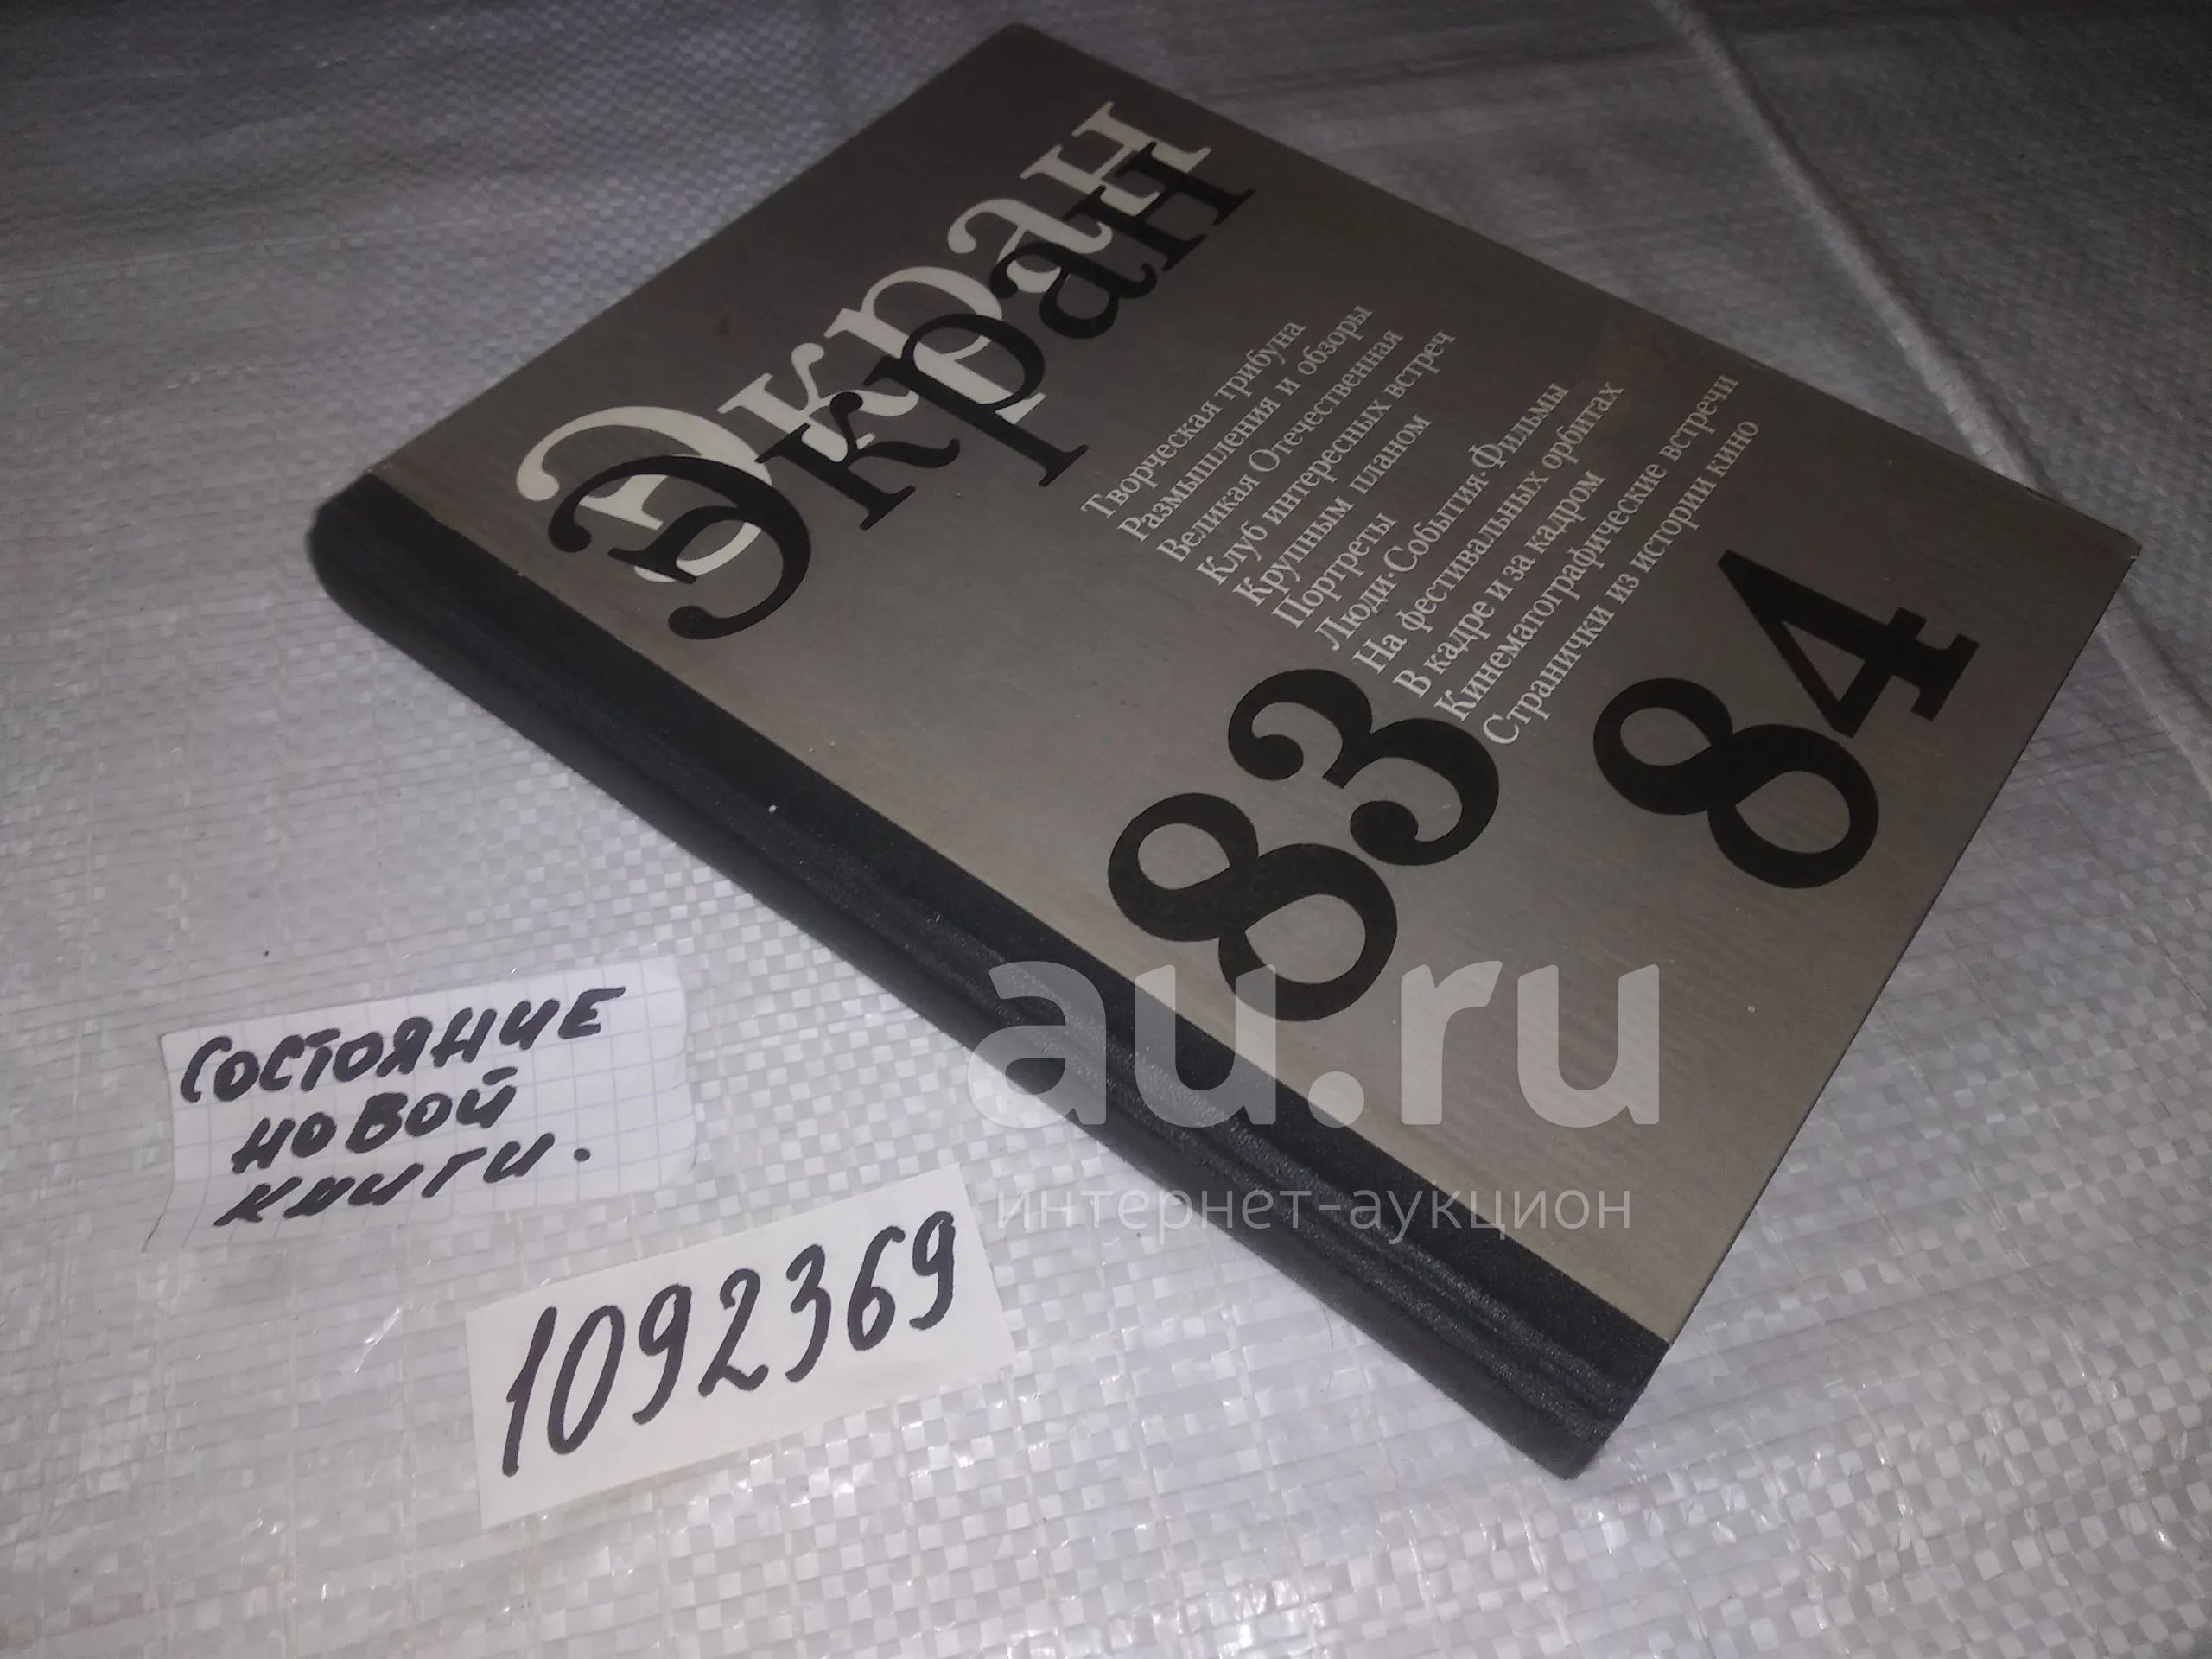 Экран
Экран
Творческая трибуна
Размышления и обзоры
Великая Отечественная
Клуб интересных встреч
Крупным планом
Портреты
Люди·События·Фильмы
На фестивальных орбитах
В кадре и за кадром
Кинематографические встречи
Странички из истории кино
83
84
au.ru
интернет-аукцион
СОСТОЯНИЕ
НОВОЙ
КНИГИ.
1092369